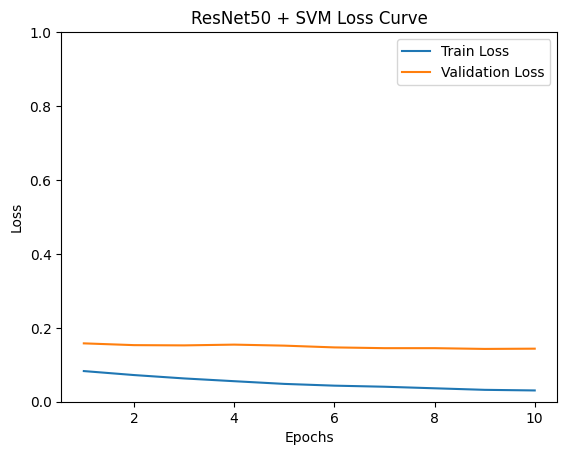 ResNet50 + SVM Loss Curve
Train Loss
Validation Loss
1.0
0.8
0.6
0.4
0.2
0.0
Loss
2 4 6 8 10
Epochs